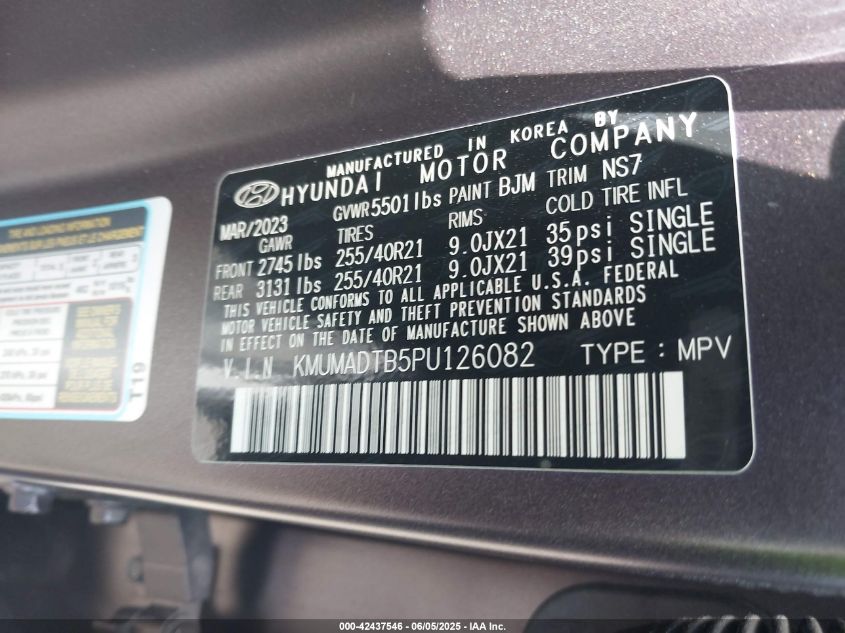 MANUFACTURED IN KOREA BY
HYUNDAI MOTOR COMPANY
MAR/2023 GVWR 5501 lbs PAINT BJM TRIM NS7
GAWR TIRES RIMS COLD TIRE INFL
FRONT 2745 lbs 255/40R21 9.0JX21 35 psi SINGLE
REAR 3131 lbs 255/40R21 9.0JX21 39 psi SINGLE
THIS VEHICLE CONFORMS TO ALL APPLICABLE U.S.A. FEDERAL
MOTOR VEHICLE SAFETY AND THEFT PREVENTION STANDARDS
IN EFFECT ON THE DATE OF MANUFACTURE SHOWN ABOVE
V.I.N KMUMADTB5PU126082 TYPE : MPV
TIRE AND LOADING INFORMATION
T19
000-42437546 - 06/05/2025 - IAA Inc.